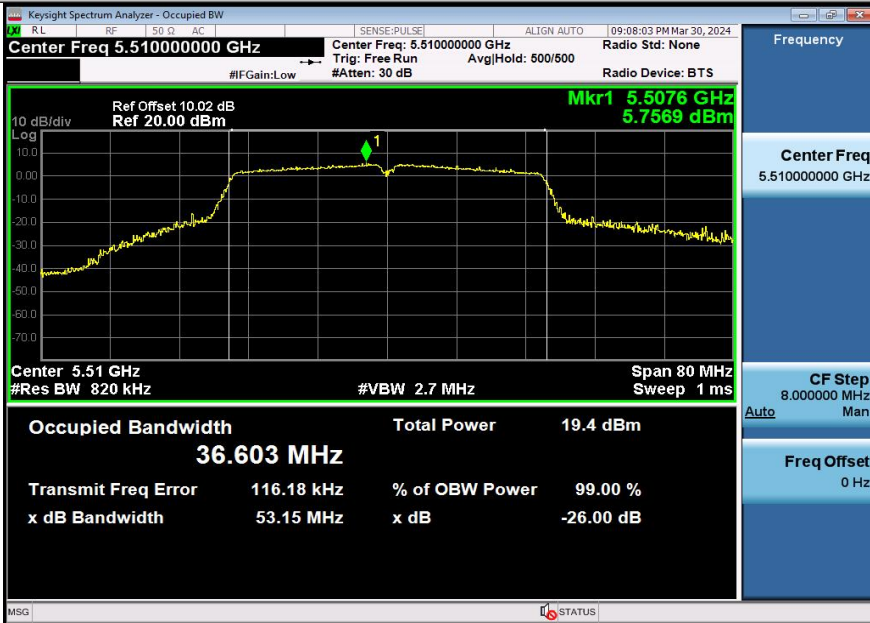 Keysight Spectrum Analyzer - Occupied BW
LXI RL RF 50 Ω AC SENSE:PULSE ALIGN AUTO 09:08:03 PM Mar 30, 2024
Center Freq 5.510000000 GHz
Center Freq: 5.510000000 GHz Radio Std: None
Trig: Free Run Avg|Hold: 500/500
#IFGain:Low #Atten: 30 dB Radio Device: BTS
Ref Offset 10.02 dB Mkr1 5.5076 GHz
10 dB/div Ref 20.00 dBm 5.7569 dBm
Log
1
10.0
0.00
-10.0
-20.0
-30.0
-40.0
-50.0
-60.0
-70.0
Center 5.51 GHz Span 80 MHz
#Res BW 820 kHz #VBW 2.7 MHz Sweep 1 ms
Occupied Bandwidth Total Power 19.4 dBm
36.603 MHz
Transmit Freq Error 116.18 kHz % of OBW Power 99.00 %
x dB Bandwidth 53.15 MHz x dB -26.00 dB
Frequency
Center Freq
5.510000000 GHz
CF Step
8.000000 MHz
Auto Man
Freq Offset
0 Hz
MSG STATUS